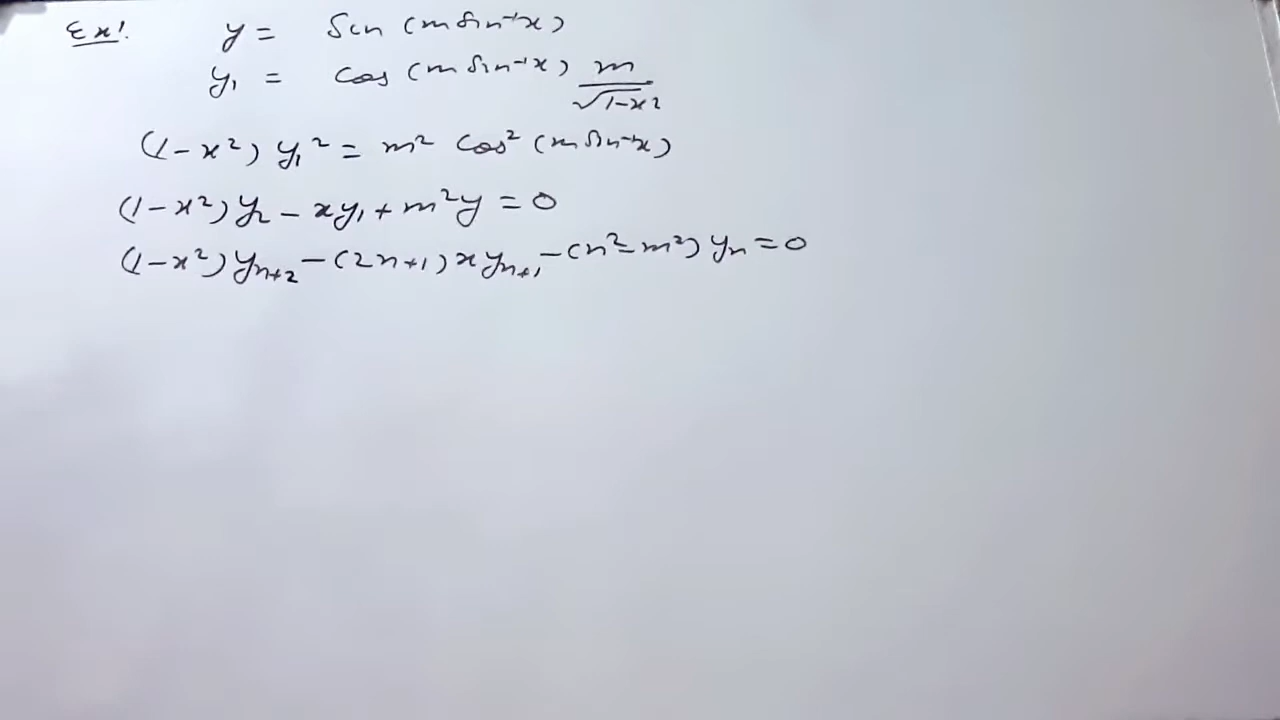 Ex! y = Sin (m Sin⁻¹x)
y₁ = Cos (m Sin⁻¹x) m/√1-x²
(1-x²) y₁² = m² Cos² (m Sin⁻¹x)
(1-x²) y₂ - xy₁ + m²y = 0
(1-x²) yₙ₊₂ - (2n+1) x yₙ₊₁ - (n²-m²) yₙ = 0